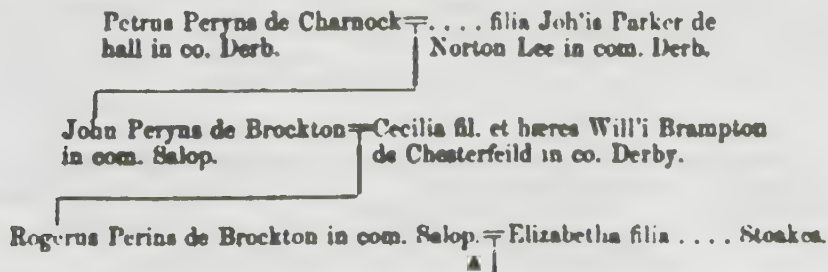 Petrus Peryns de Charnock . . . . filia Joh'is Parker de
hall in co. Derb. Norton Lee in com. Derb.
John Peryns de Brockton Cecilia fil. et hæres Will'i Brampton
in com. Salop. de Chesterfeild in co. Derby.
Rogerus Perins de Brockton in com. Salop. Elizabetha filia . . . . Stoakes.
A